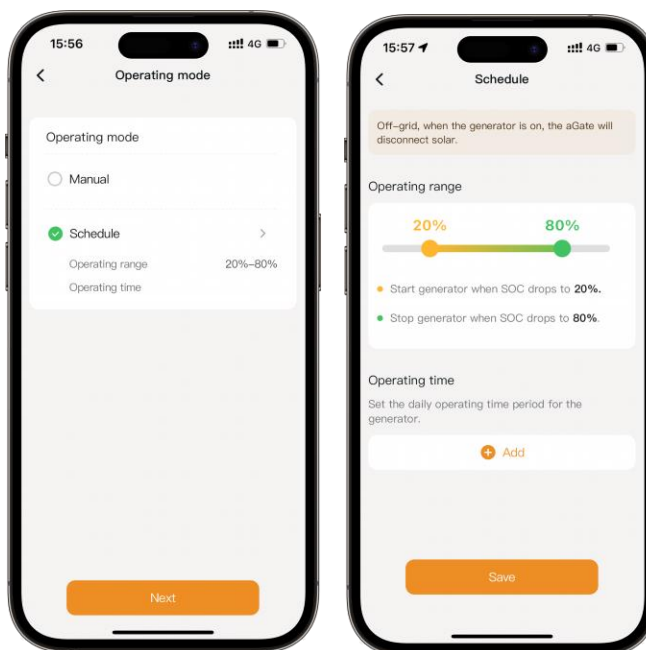 15:56
4G
Operating mode
Operating mode
Manual
Schedule
Operating range 20%–80%
Operating time
Next
15:57
4G
Schedule
Off-grid, when the generator is on, the aGate will
disconnect solar.
Operating range
20% 80%
Start generator when SOC drops to 20%.
Stop generator when SOC drops to 80%.
Operating time
Set the daily operating time period for the
generator.
Add
Save